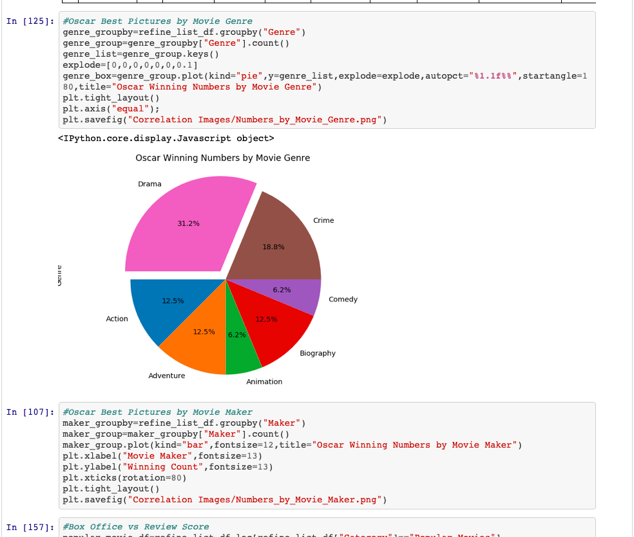 In [125]:
#Oscar Best Pictures by Movie Genre
genre_groupby=refine_list_df.groupby("Genre")
genre_group=genre_groupby["Genre"].count()
genre_list=genre_group.keys()
explode=[0,0,0,0,0,0,0.1]
genre_box=genre_group.plot(kind="pie",y=genre_list,explode=explode,autopct="%1.1f%%",startangle=1
80,title="Oscar Winning Numbers by Movie Genre")
plt.tight_layout()
plt.axis("equal");
plt.savefig("Correlation Images/Numbers_by_Movie_Genre.png")
<IPython.core.display.Javascript object>
Oscar Winning Numbers by Movie Genre
Drama
31.2%
Crime
18.8%
Genre
6.2%
Comedy
12.5%
Action
12.5%
12.5%
6.2%
Biography
Adventure
Animation
In [107]:
#Oscar Best Pictures by Movie Maker
maker_groupby=refine_list_df.groupby("Maker")
maker_group=maker_groupby["Maker"].count()
maker_group.plot(kind="bar",fontsize=12,title="Oscar Winning Numbers by Movie Maker")
plt.xlabel("Movie Maker",fontsize=13)
plt.ylabel("Winning Count",fontsize=13)
plt.xticks(rotation=80)
plt.tight_layout()
plt.savefig("Correlation Images/Numbers_by_Movie_Maker.png")
In [157]:
#Box Office vs Review Score